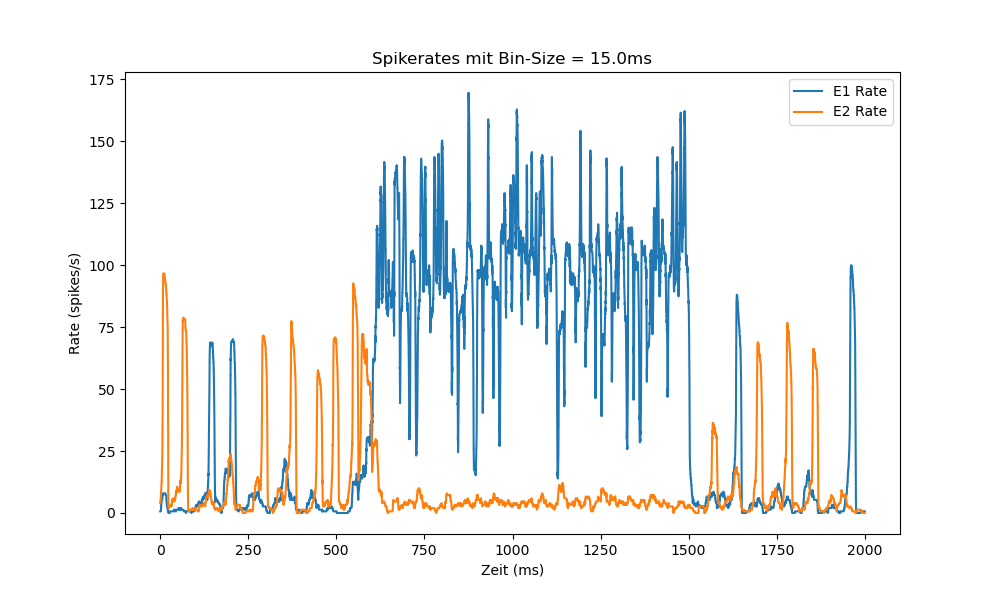 Spikerates mit Bin-Size = 15.0ms
175
150
125
100
75
50
25
0
Rate (spikes/s)
E1 Rate
E2 Rate
0 250 500 750 1000 1250 1500 1750 2000
Zeit (ms)